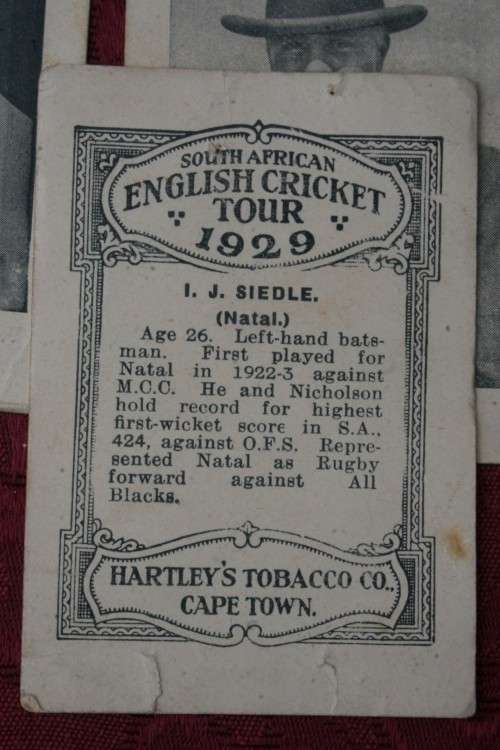 SOUTH AFRICAN
ENGLISH CRICKET
TOUR
1929
I. J. SIEDLE.
(Natal.)
Age 26. Left-hand bats-
man. First played for
Natal in 1922-3 against
M.C.C. He and Nicholson
hold record for highest
first-wicket score in S.A.,
424, against O.F.S. Repre-
sented Natal as Rugby
forward against All
Blacks.
HARTLEY'S TOBACCO CO.,
CAPE TOWN.